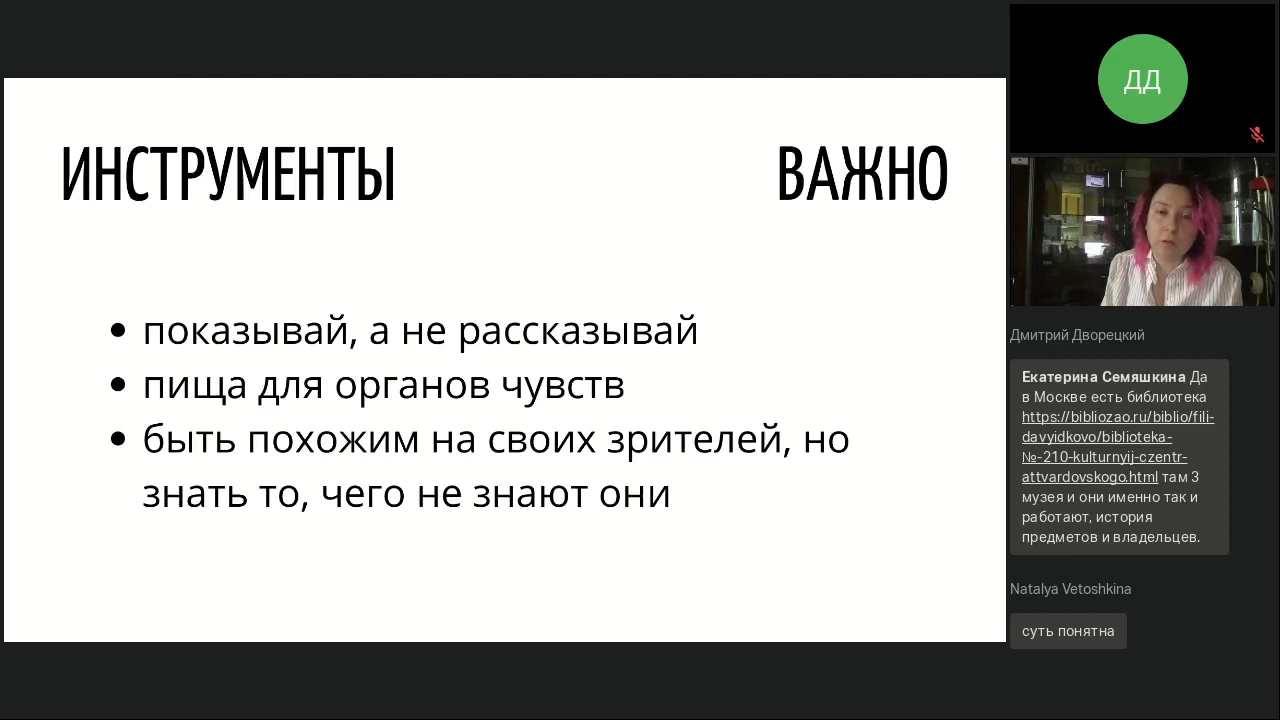 ИНСТРУМЕНТЫ
ВАЖНО
показывай, а не рассказывай
пища для органов чувств
быть похожим на своих зрителей, но
знать то, чего не знают они
ДД
Дмитрий Дворецкий
Екатерина Семяшкина Да
в Москве есть библиотека
https://bibliozao.ru/biblio/fili-
davyidkovo/biblioteka-
№-210-kulturnyij-czentr-
attvardovskogo.html там 3
музея и они именно так и
работают, история
предметов и владельцев.
Natalya Vetoshkina
суть понятна